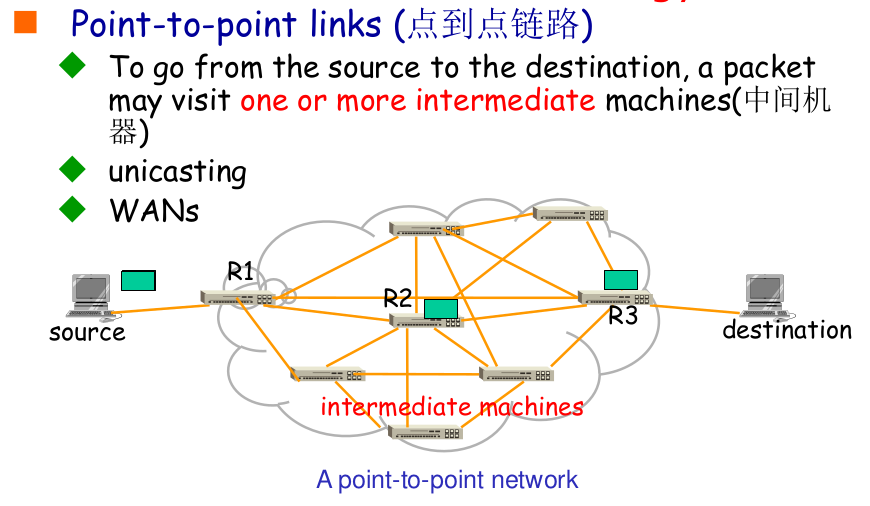 Point-to-point links (点到点链路)
To go from the source to the destination, a packet
may visit one or more intermediate machines(中间机
器)
unicasting
WANs
R1
R2
R3
source
destination
intermediate machines
A point-to-point network